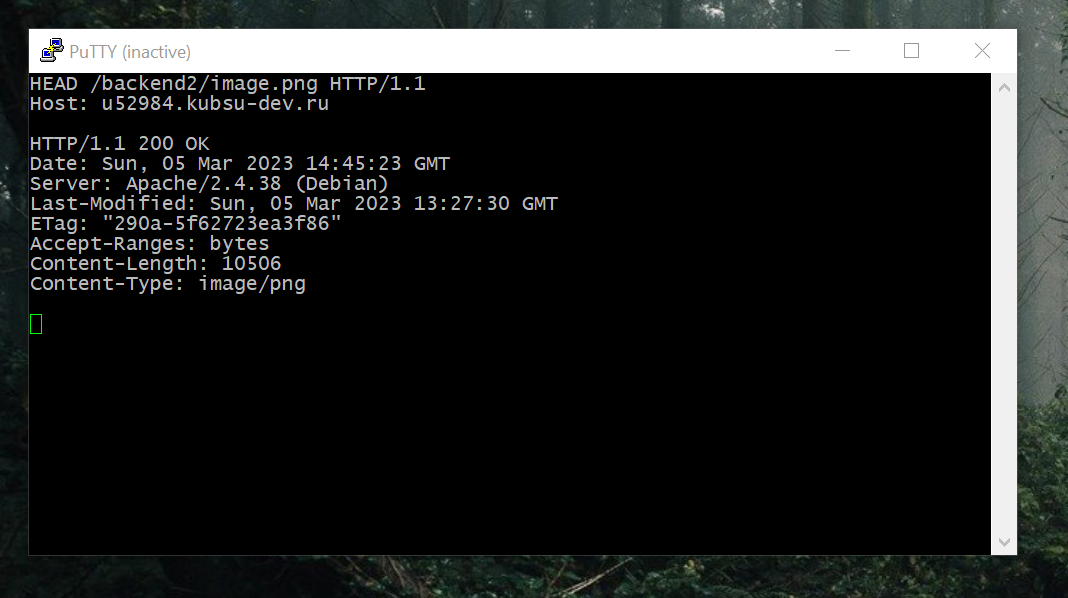 PuTTY (inactive)
HEAD /backend2/image.png HTTP/1.1
Host: u52984.kubsu-dev.ru
HTTP/1.1 200 OK
Date: Sun, 05 Mar 2023 14:45:23 GMT
Server: Apache/2.4.38 (Debian)
Last-Modified: Sun, 05 Mar 2023 13:27:30 GMT
ETag: "290a-5f62723ea3f86"
Accept-Ranges: bytes
Content-Length: 10506
Content-Type: image/png